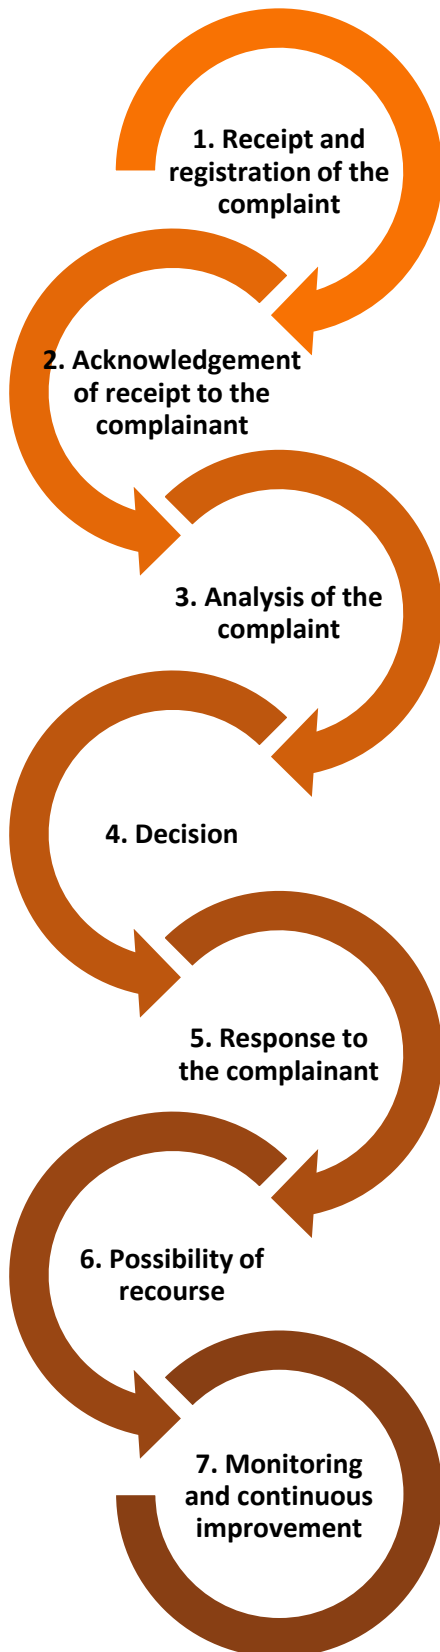 1. Receipt and
registration of the
complaint
2. Acknowledgement
of receipt to the
complainant
3. Analysis of the
complaint
4. Decision
5. Response to
the complainant
6. Possibility of
recourse
7. Monitoring
and continuous
improvement